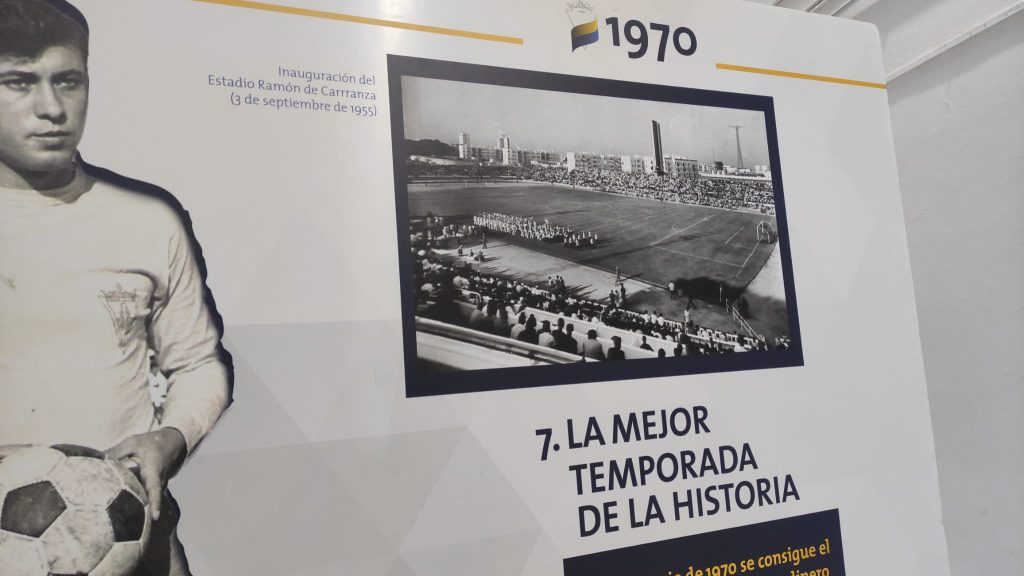 1970
Inauguración del
Estadio Ramón de Carrranza
(3 de septiembre de 1955)
7. LA MEJOR
TEMPORADA
DE LA HISTORIA
de 1970 se consigue el
dinero